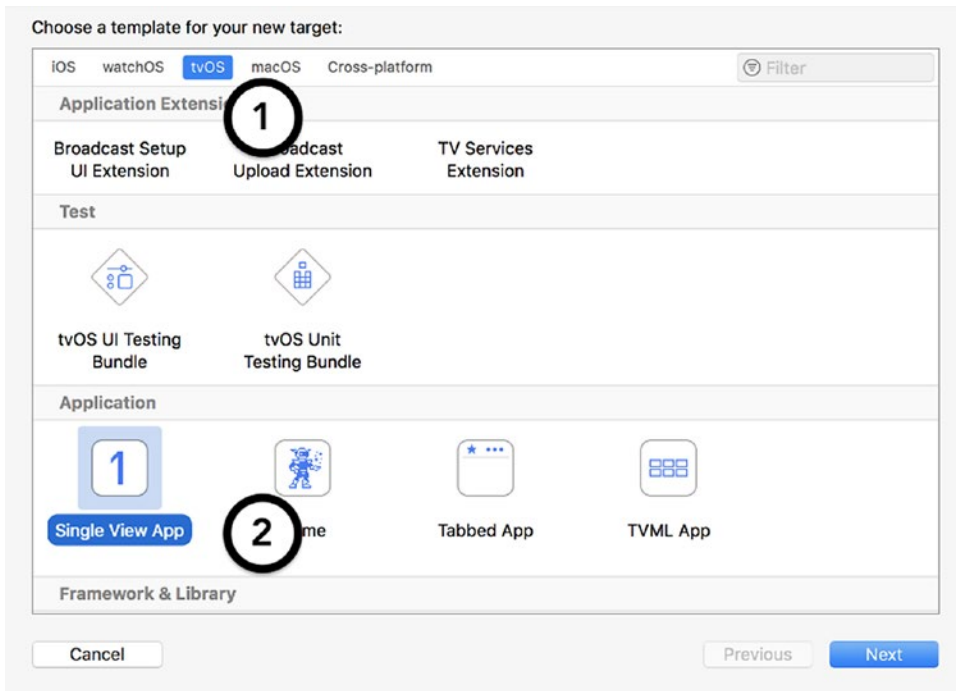 Choose a template for your new target:
iOS watchOS tvOS macOS Cross-platform Filter
Application Extensi
1
Broadcast Setup
UI Extension
adcast
Upload Extension
TV Services
Extension
Test
tvOS UI Testing
Bundle
tvOS Unit
Testing Bundle
Application
1
Single View App
2
me
Tabbed App
TVML App
Framework & Library
Cancel Previous Next